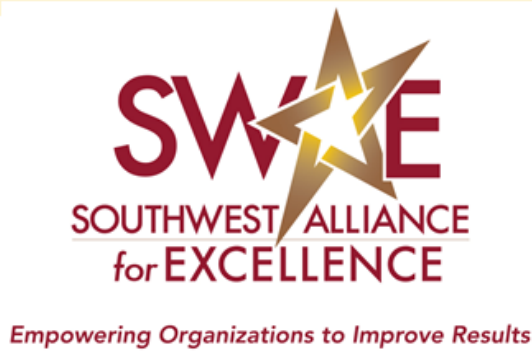 SWAE
SOUTHWEST ALLIANCE
for EXCELLENCE
Empowering Organizations to Improve Results